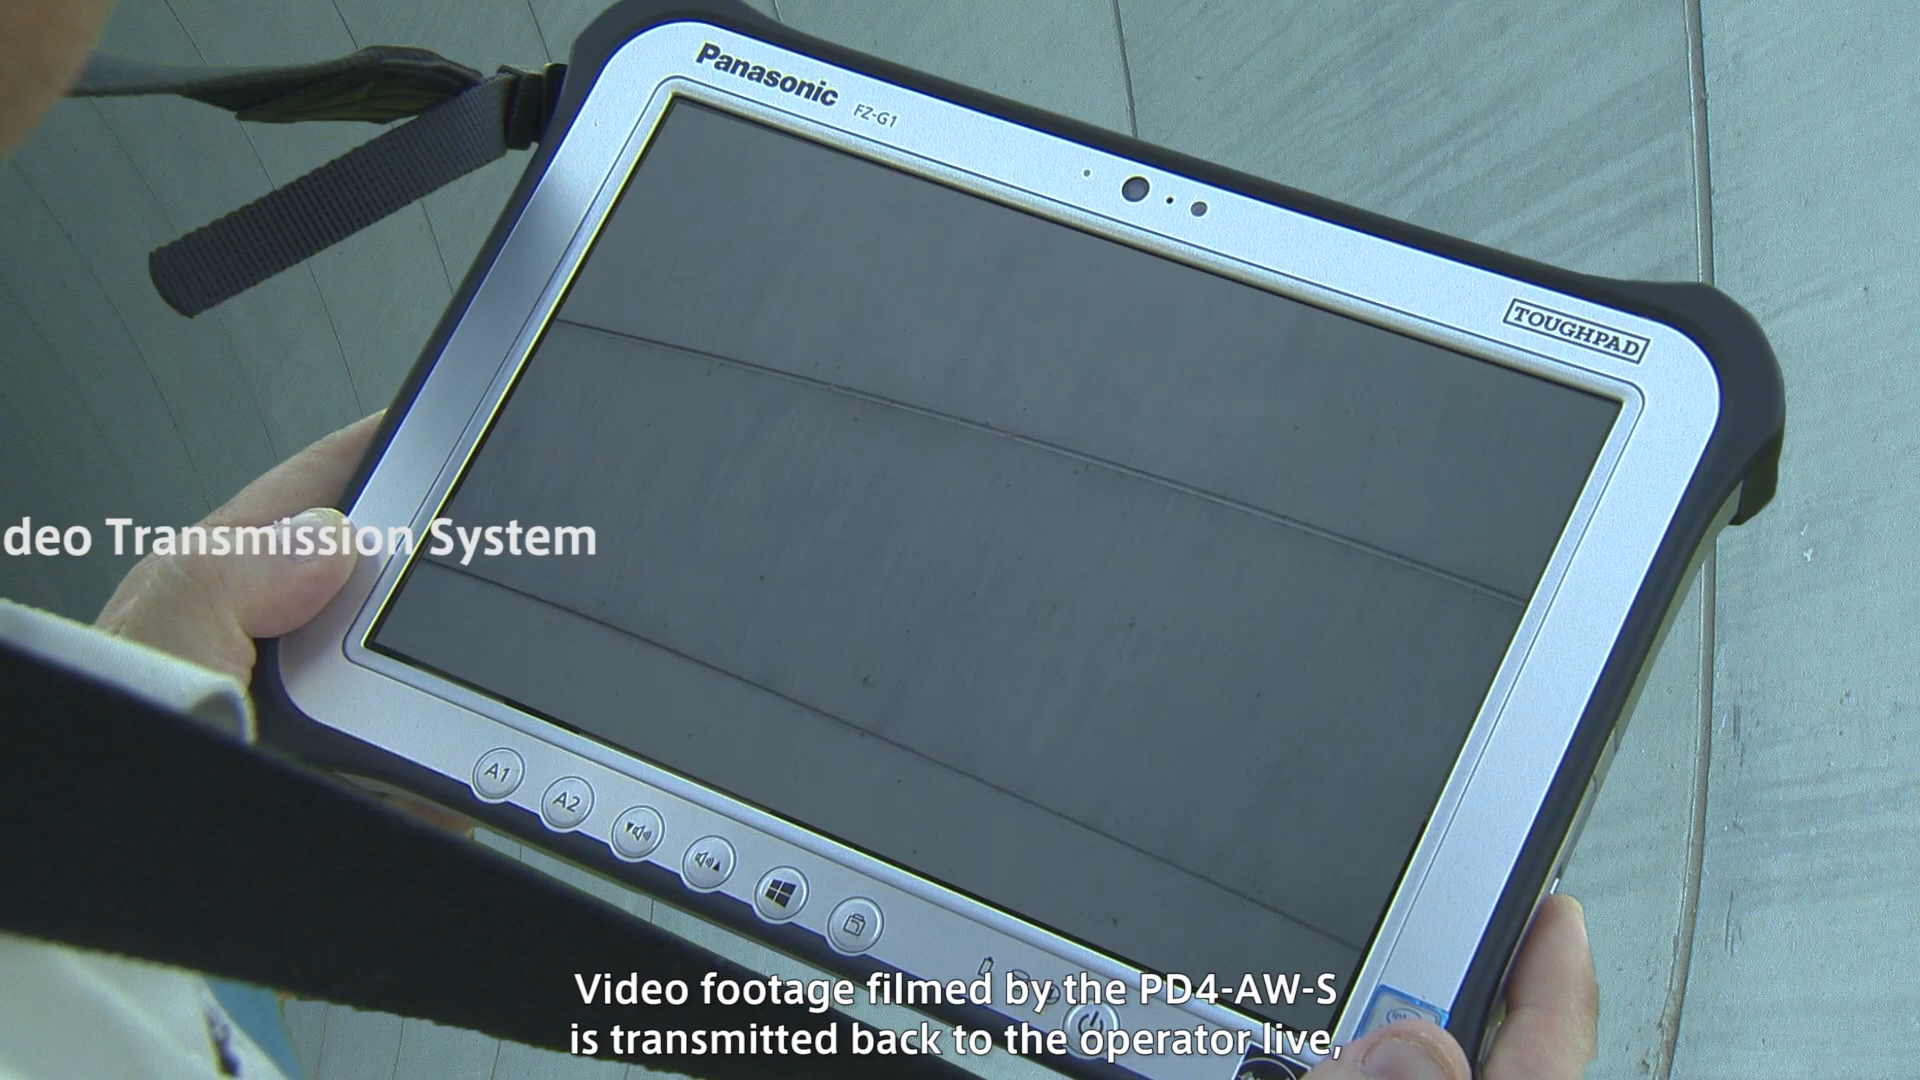 Panasonic
FZ-G1
TOUGHPAD
deo Transmission System
A1
A2
Video footage filmed by the PD4-AW-S
is transmitted back to the operator live,